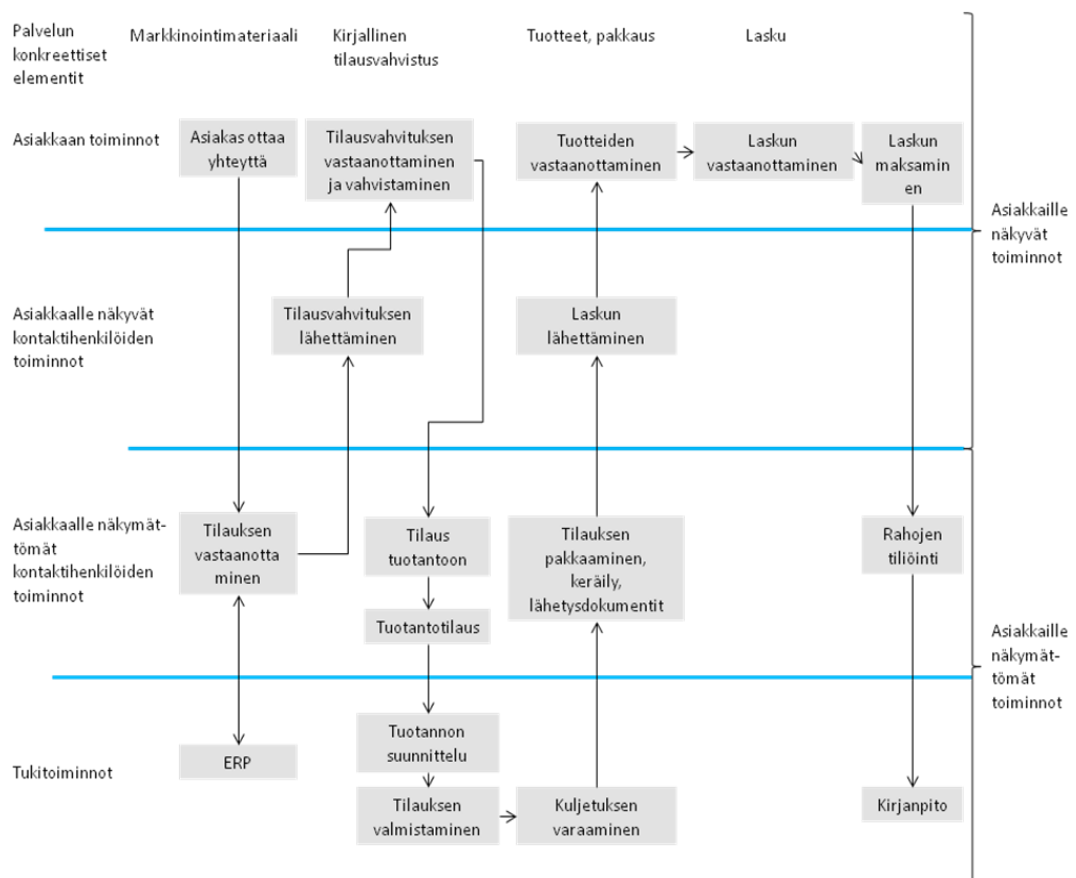 Palvelun
konkreettiset
elementit
Markkinointimateriaali
Kirjallinen
tilausvahvistus
Tuotteet, pakkaus
Lasku
Asiakkaan toiminnot
Asiakas ottaa
yhteyttä
Tilausvahvituksen
vastaanottaminen
ja vahvistaminen
Tuotteiden
vastaanottaminen
Laskun
vastaanottaminen
Laskun
maksamin
en
Asiakkaille
näkyvät
toiminnot
Asiakkaalle näkyvät
kontaktihenkilöiden
toiminnot
Tilausvahvituksen
lähettäminen
Laskun
lähettäminen
Asiakkaalle näkymät-
tömät
kontaktihenkilöiden
toiminnot
Tilauksen
vastaanotta
minen
Tilaus
tuotantoon
Tuotantotilaus
Tilauksen
pakkaaminen,
keräily,
lähetysdokumentit
Rahojen
tiliöinti
Asiakkaille
näkymät-
tömät
toiminnot
Tukitoiminnot
ERP
Tuotannon
suunnittelu
Tilauksen
valmistaminen
Kuljetuksen
varaaminen
Kirjanpito